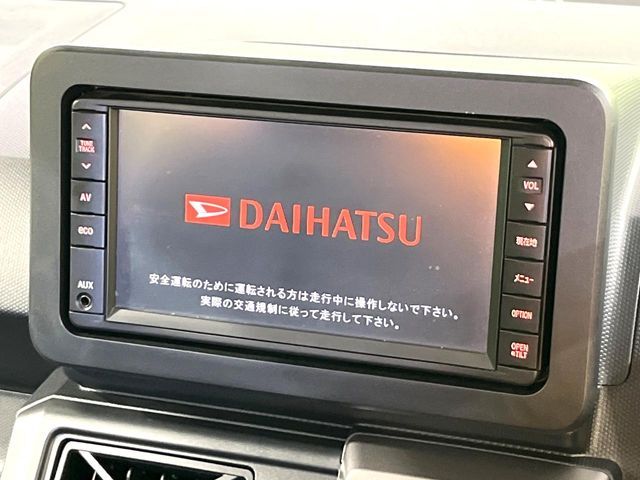 TUNE
TRACK
AV
eco
AUX
DAIHATSU
安全運転のために運転される方は走行中に操作しないで下さい。
実際の交通規制に従って走行して下さい。
VOL
現在地
メニュー
OPTION
OPEN
TILT